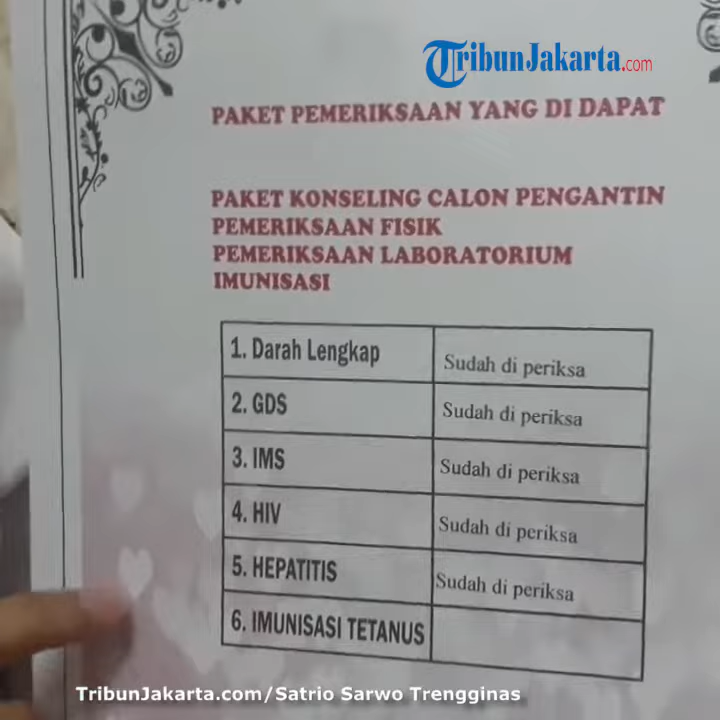 TribunJakarta.com
PAKET PEMERIKSAAN YANG DI DAPAT
PAKET KONSELING CALON PENGANTIN
PEMERIKSAAN FISIK
PEMERIKSAAN LABORATORIUM
IMUNISASI
1. Darah Lengkap Sudah di periksa
2. GDS Sudah di periksa
3. IMS Sudah di periksa
4. HIV Sudah di periksa
5. HEPATITIS Sudah di periksa
6. IMUNISASI TETANUS
TribunJakarta.com/Satrio Sarwo Trengginas